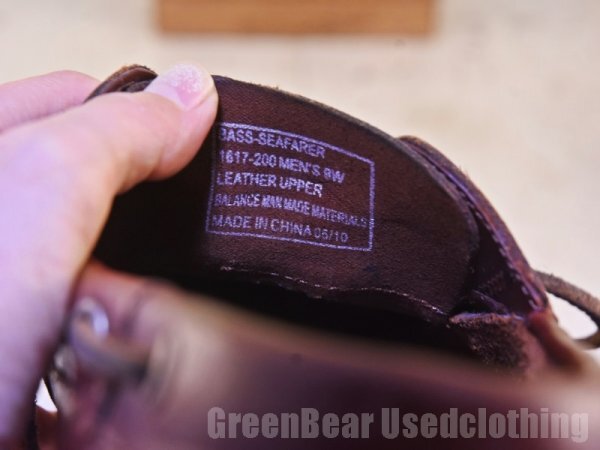 BASS-SEAFARER
1617-200 MEN'S 9W
LEATHER UPPER
BALANCE MAN MADE MATERIALS
MADE IN CHINA 05/10
GreenBear Usedclothing